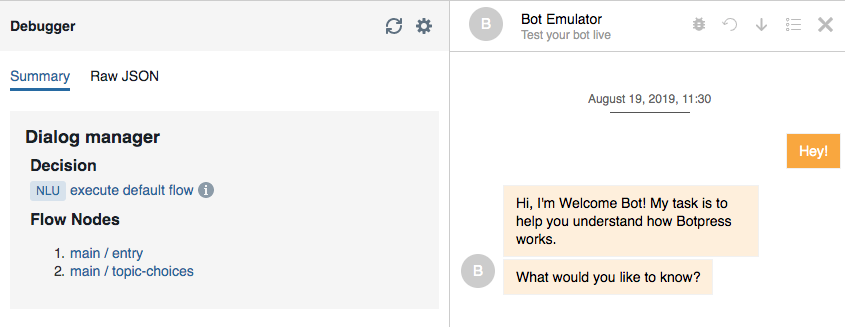 Debugger
Summary Raw JSON
Dialog manager
Decision
NLU execute default flow i
Flow Nodes
1. main / entry
2. main / topic-choices
B
Bot Emulator
Test your bot live
August 19, 2019, 11:30
Hey!
Hi, I'm Welcome Bot! My task is to
help you understand how Botpress
works.
B
What would you like to know?